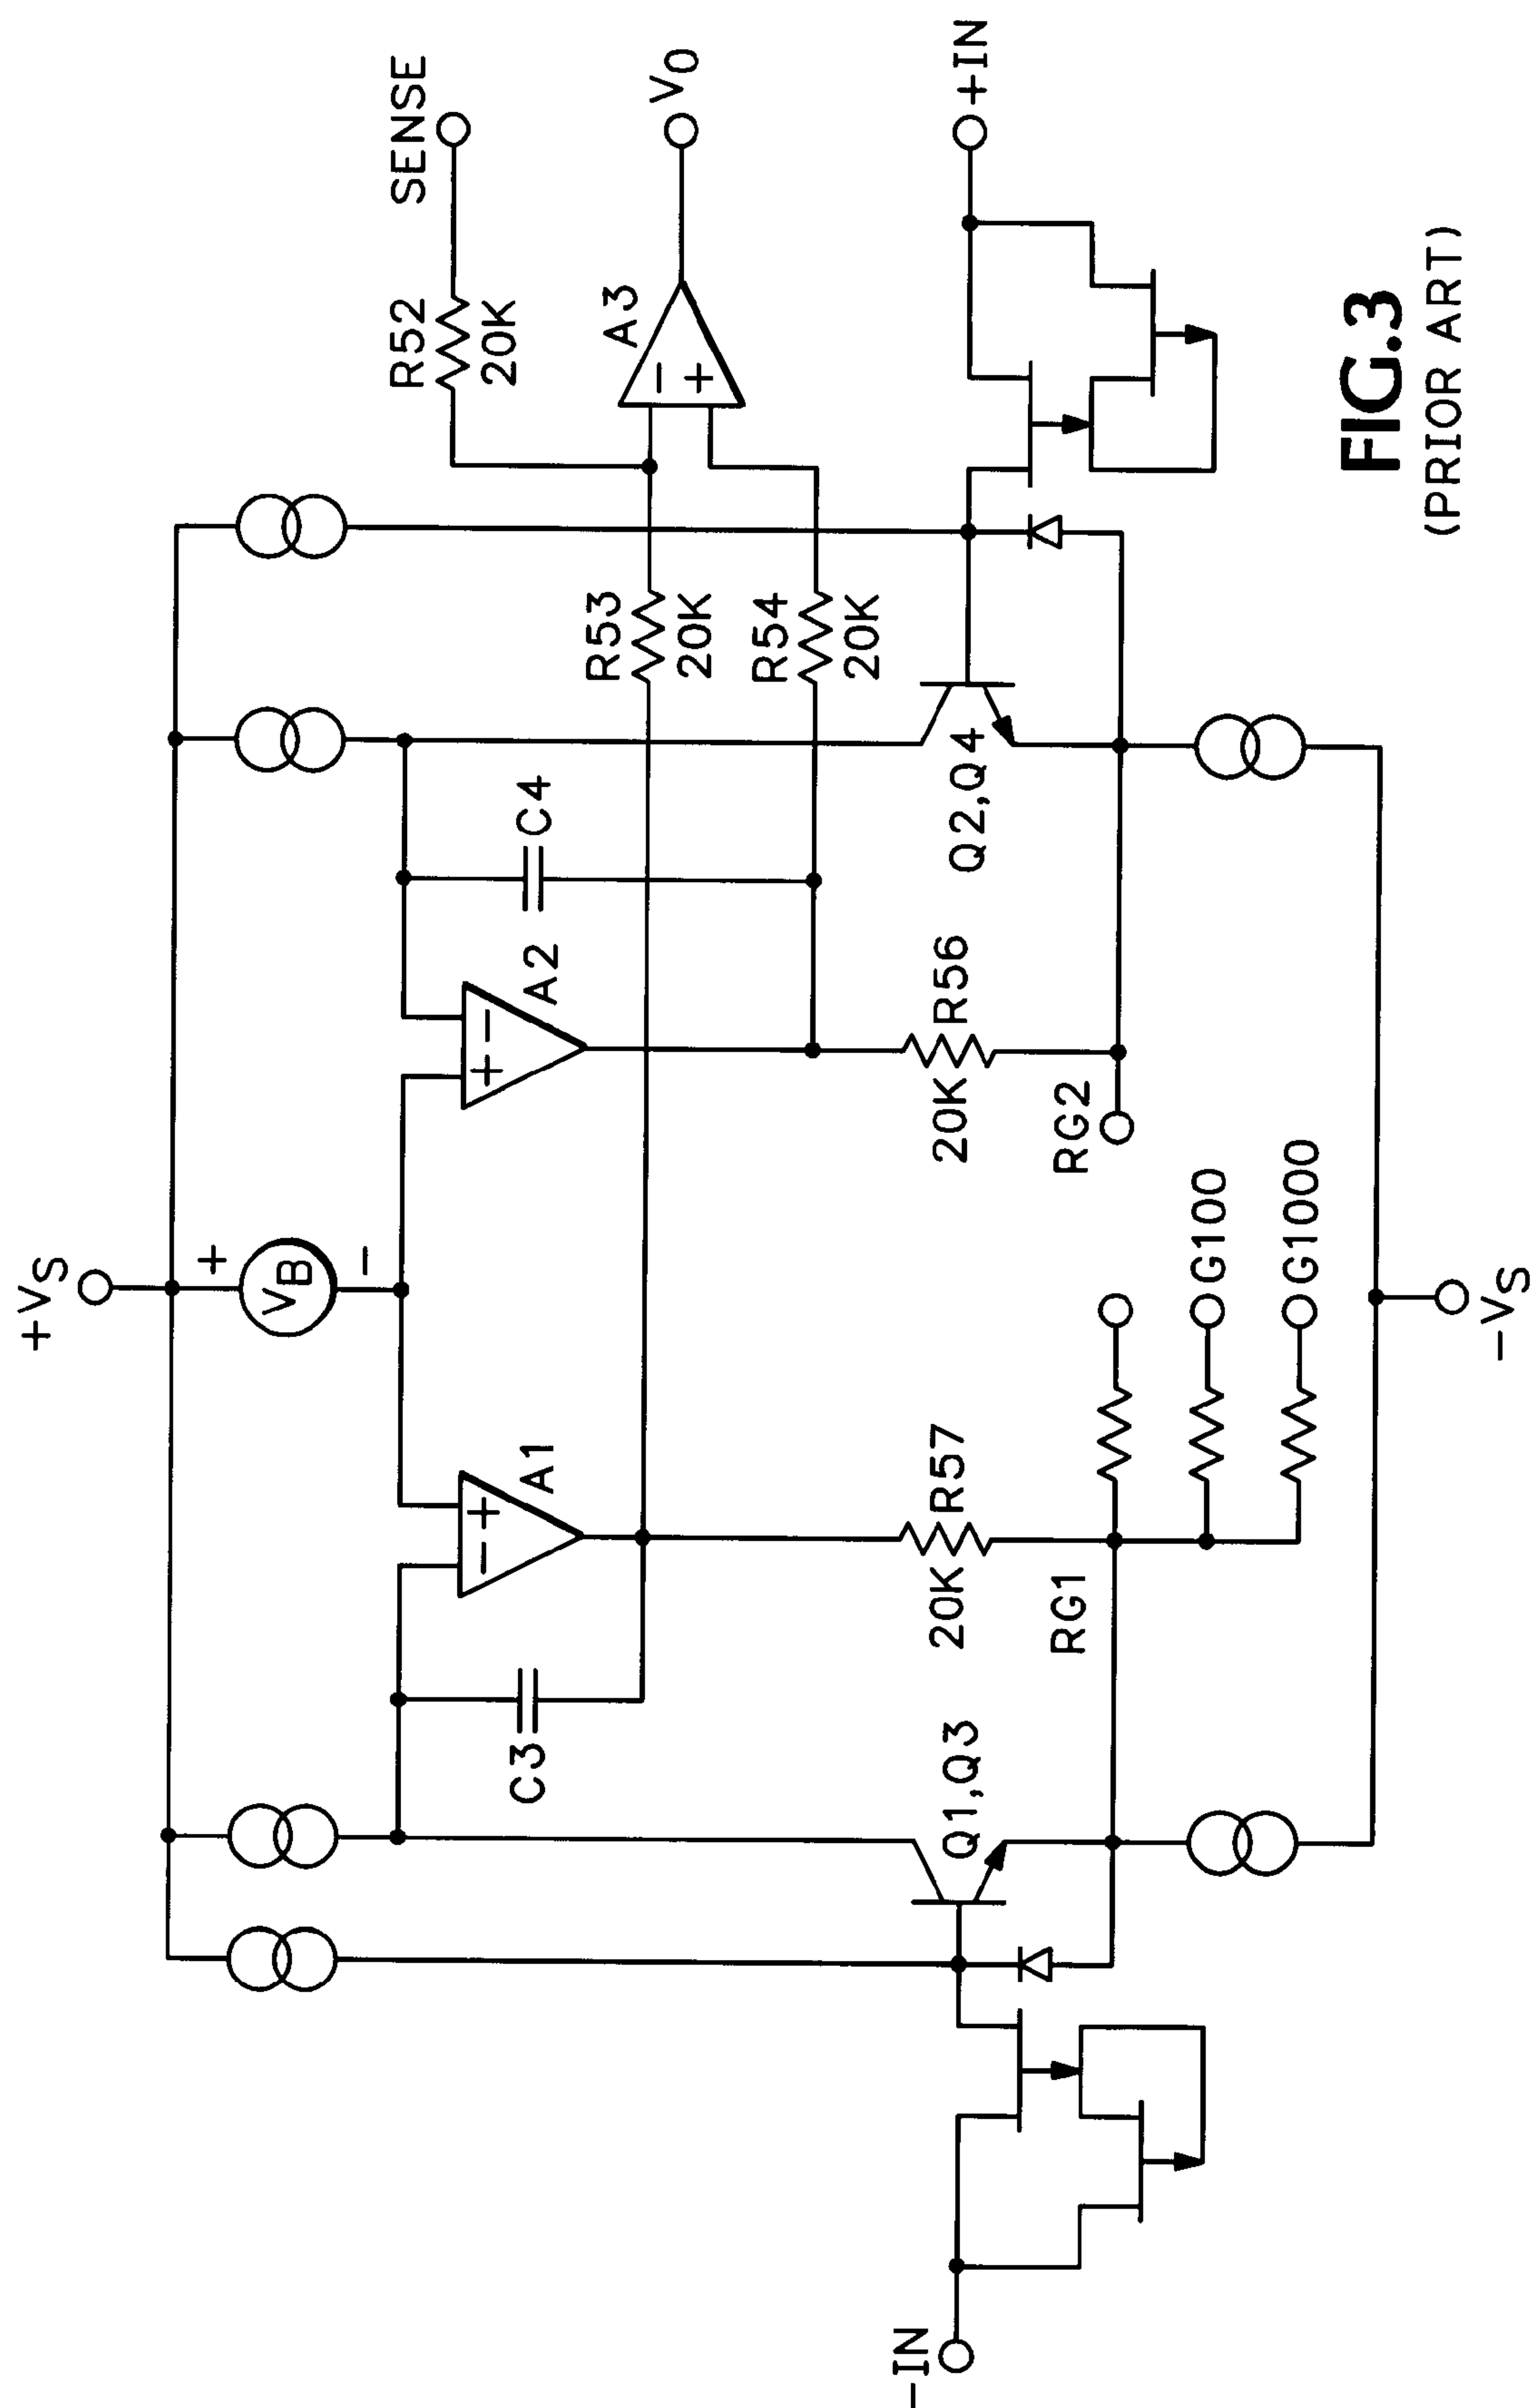 +VS
+
VB
−
SENSE
R52
20K
A3
−
+
VO
R53
20K
R54
20K
C3
A1
−
+
A2
+
−
C4
Q1,Q3
20K
R57
20K
R56
Q2,Q4
-IN
+IN
RG1
RG2
G100
G1000
-VS
FIG.3
(PRIOR ART)